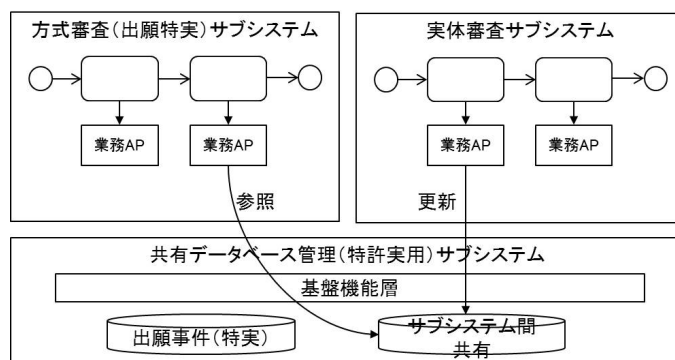 方式審査(出願特実)サブシステム
実体審査サブシステム
業務AP
業務AP
業務AP
業務AP
参照
更新
共有データベース管理(特許実用)サブシステム
基盤機能層
出願事件(特実)
サブシステム間
共有